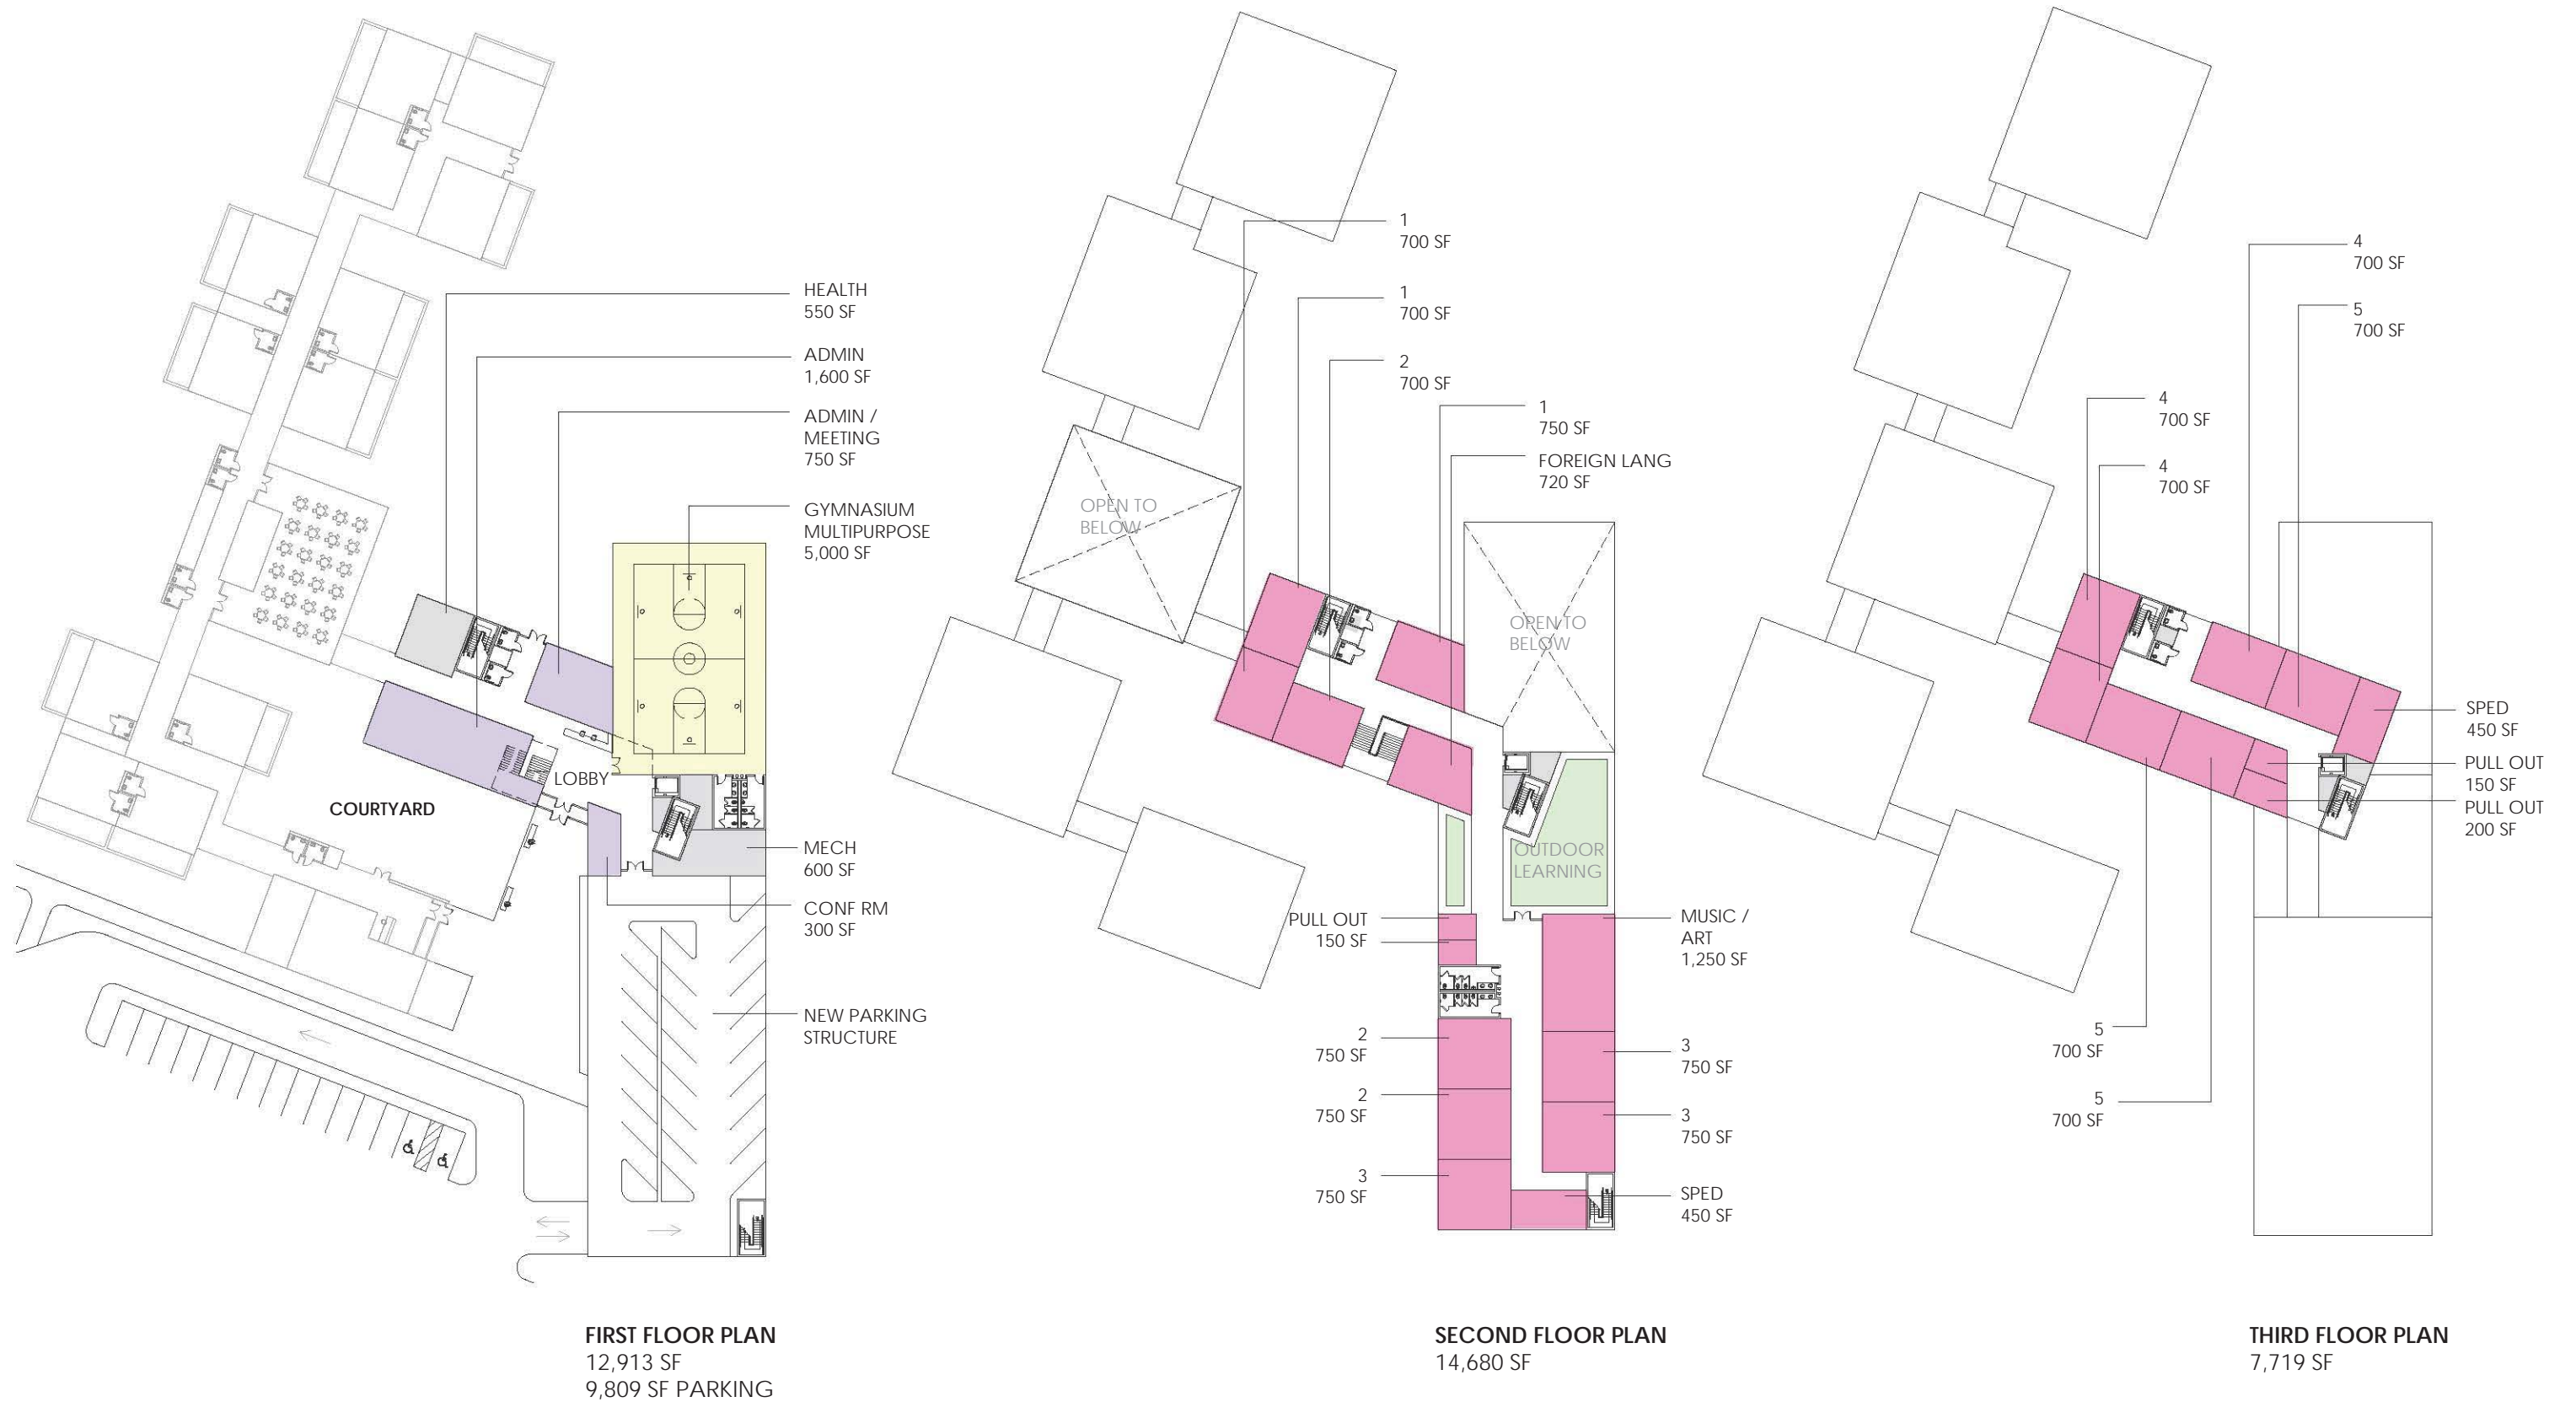 HEALTH
550 SF
ADMIN
1,600 SF
ADMIN /
MEETING
750 SF
GYMNASIUM
MULTIPURPOSE
5,000 SF
LOBBY
COURTYARD
MECH
600 SF
CONF RM
300 SF
NEW PARKING
STRUCTURE
FIRST FLOOR PLAN
12,913 SF
9,809 SF PARKING
1
700 SF
1
700 SF
2
700 SF
1
750 SF
FOREIGN LANG
720 SF
OPEN TO
BELOW
OPEN TO
BELOW
OUTDOOR
LEARNING
PULL OUT
150 SF
MUSIC /
ART
1,250 SF
2
750 SF
3
750 SF
2
750 SF
3
750 SF
3
750 SF
SPED
450 SF
SECOND FLOOR PLAN
14,680 SF
4
700 SF
5
700 SF
4
700 SF
4
700 SF
SPED
450 SF
PULL OUT
150 SF
PULL OUT
200 SF
5
700 SF
5
700 SF
THIRD FLOOR PLAN
7,719 SF